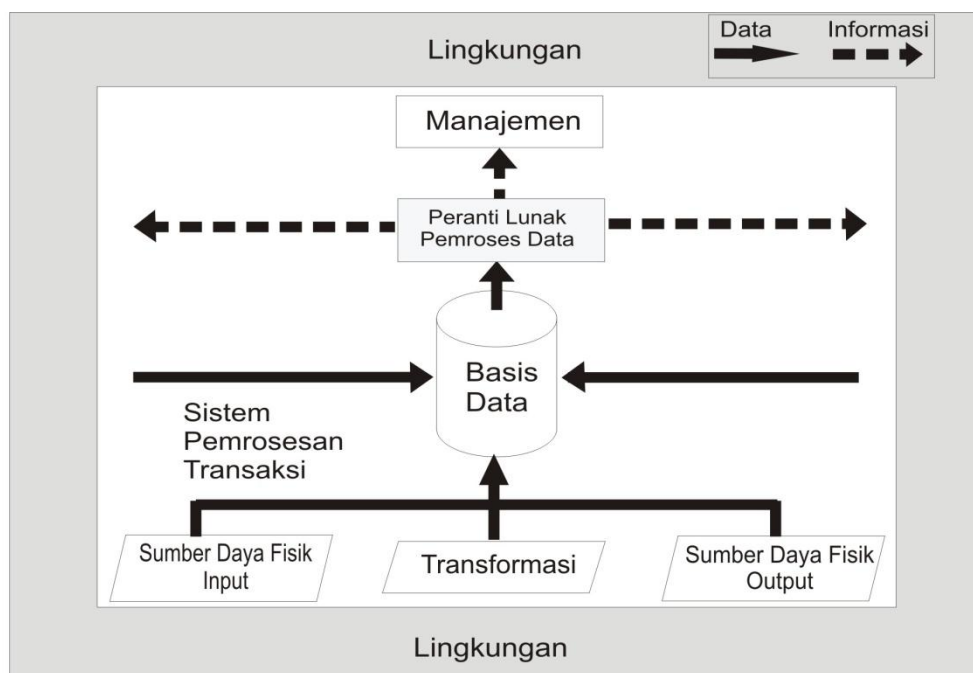 Lingkungan
Data
Informasi
Manajemen
Peranti Lunak
Pemroses Data
Basis
Data
Sistem
Pemrosesan
Transaksi
Sumber Daya Fisik
Input
Transformasi
Sumber Daya Fisik
Output
Lingkungan